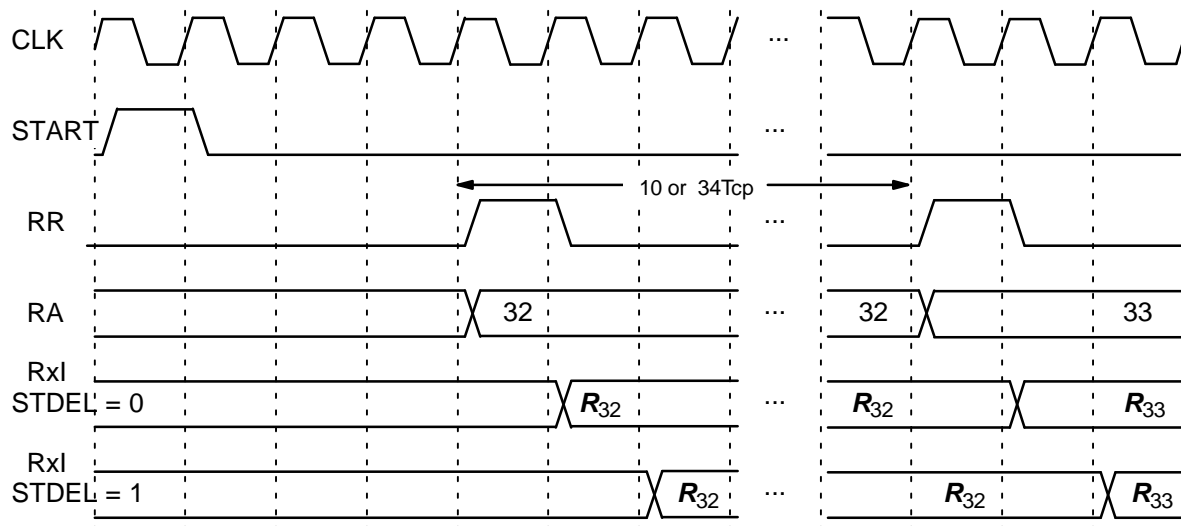 CLK ...
START ...
10 or 34Tcp
RR ...
RA 32 ... 32 33
RxI
STDEL = 0 R32 ... R32 R33
RxI
STDEL = 1 R32 ... R32 R33